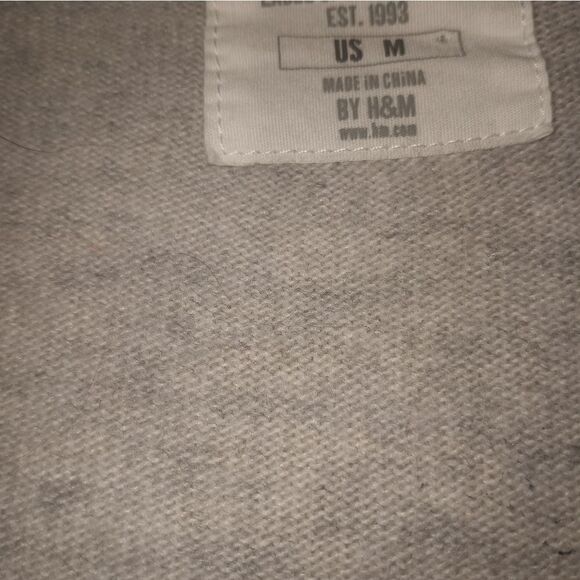 EST. 1993
US M
MADE IN CHINA
BY H&M
www.hm.com